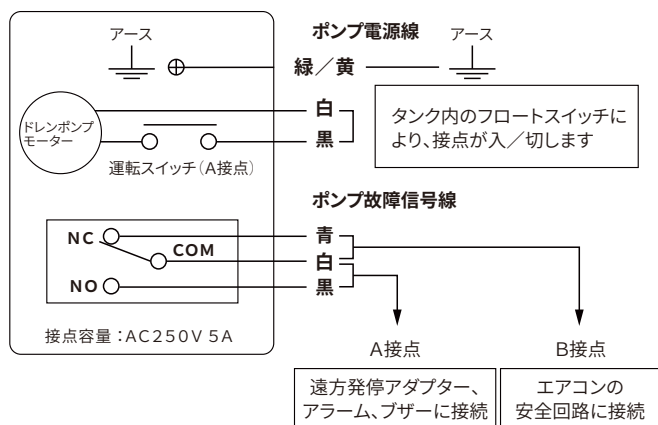 アース
ポンプ電源線
アース
緑／黄
白
黒
ドレンポンプ
モーター
運転スイッチ（A接点）
タンク内のフロートスイッチに
より、接点が入／切します
ポンプ故障信号線
NC
COM
NO
青
白
黒
接点容量：AC250V 5A
A接点
B接点
遠方発停アダプター、
アラーム、ブザーに接続
エアコンの
安全回路に接続